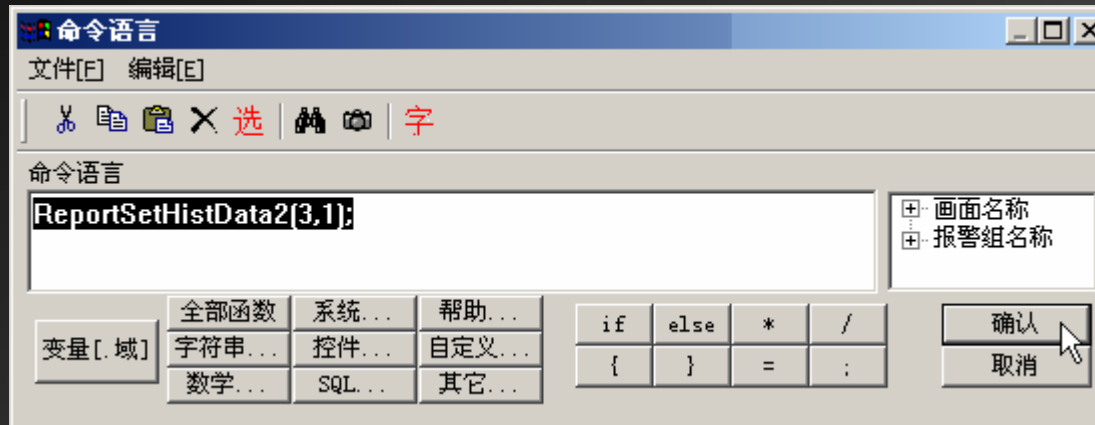 命令语言
文件[F] 编辑[E]
选 字
命令语言
ReportSetHistData2(3,1);
画面名称
报警组名称
变量[.域]
全部函数 系统... 帮助...
字符串... 控件... 自定义...
数学... SQL... 其它...
if else * /
{ } = ;
确认
取消